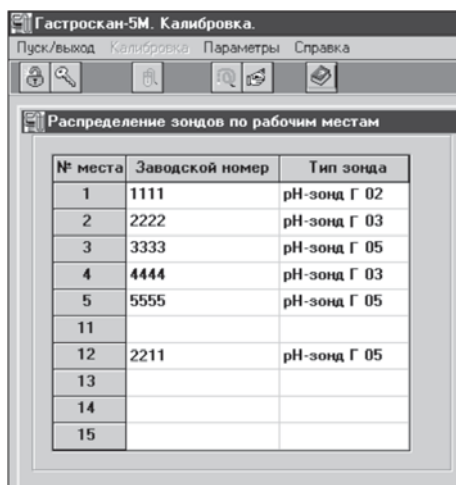 Гастроскан-5М. Калибровка.
Пуск/выход Калибровка Параметры Справка
Распределение зондов по рабочим местам
№ места Заводской номер Тип зонда
1 1111 pH-зонд Г 02
2 2222 pH-зонд Г 03
3 3333 pH-зонд Г 05
4 4444 pH-зонд Г 03
5 5555 pH-зонд Г 05
11
12 2211 pH-зонд Г 05
13
14
15